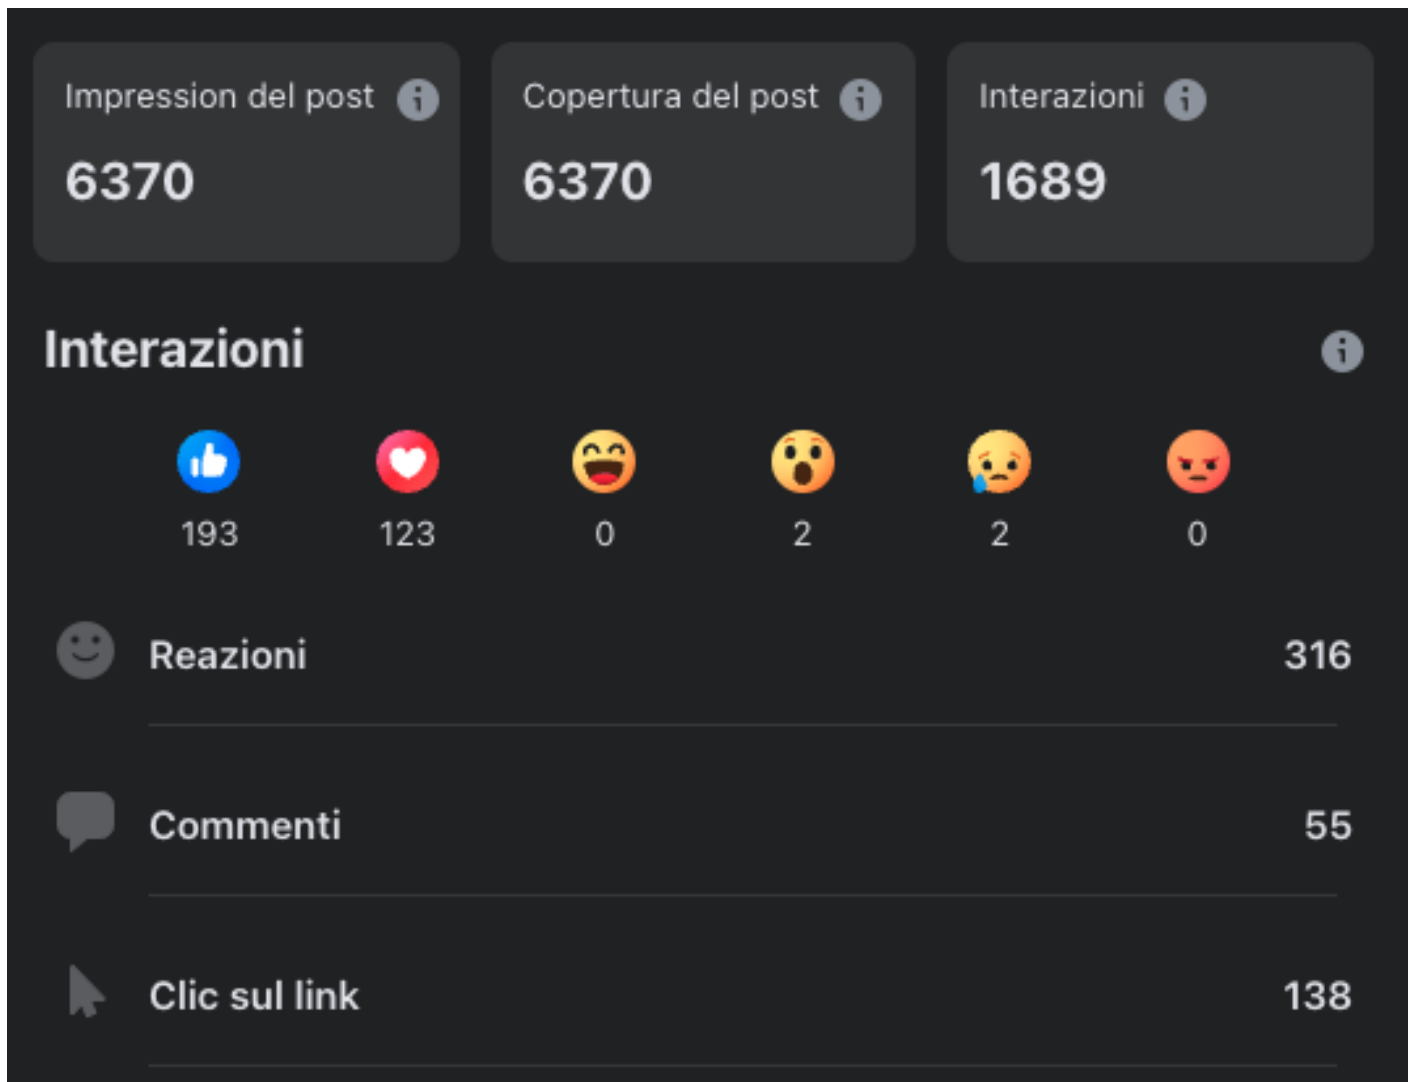 Impression del post
Copertura del post
Interazioni
6370
6370
1689
Interazioni
193
123
0
2
2
0
Reazioni
316
Commenti
55
Clic sul link
138